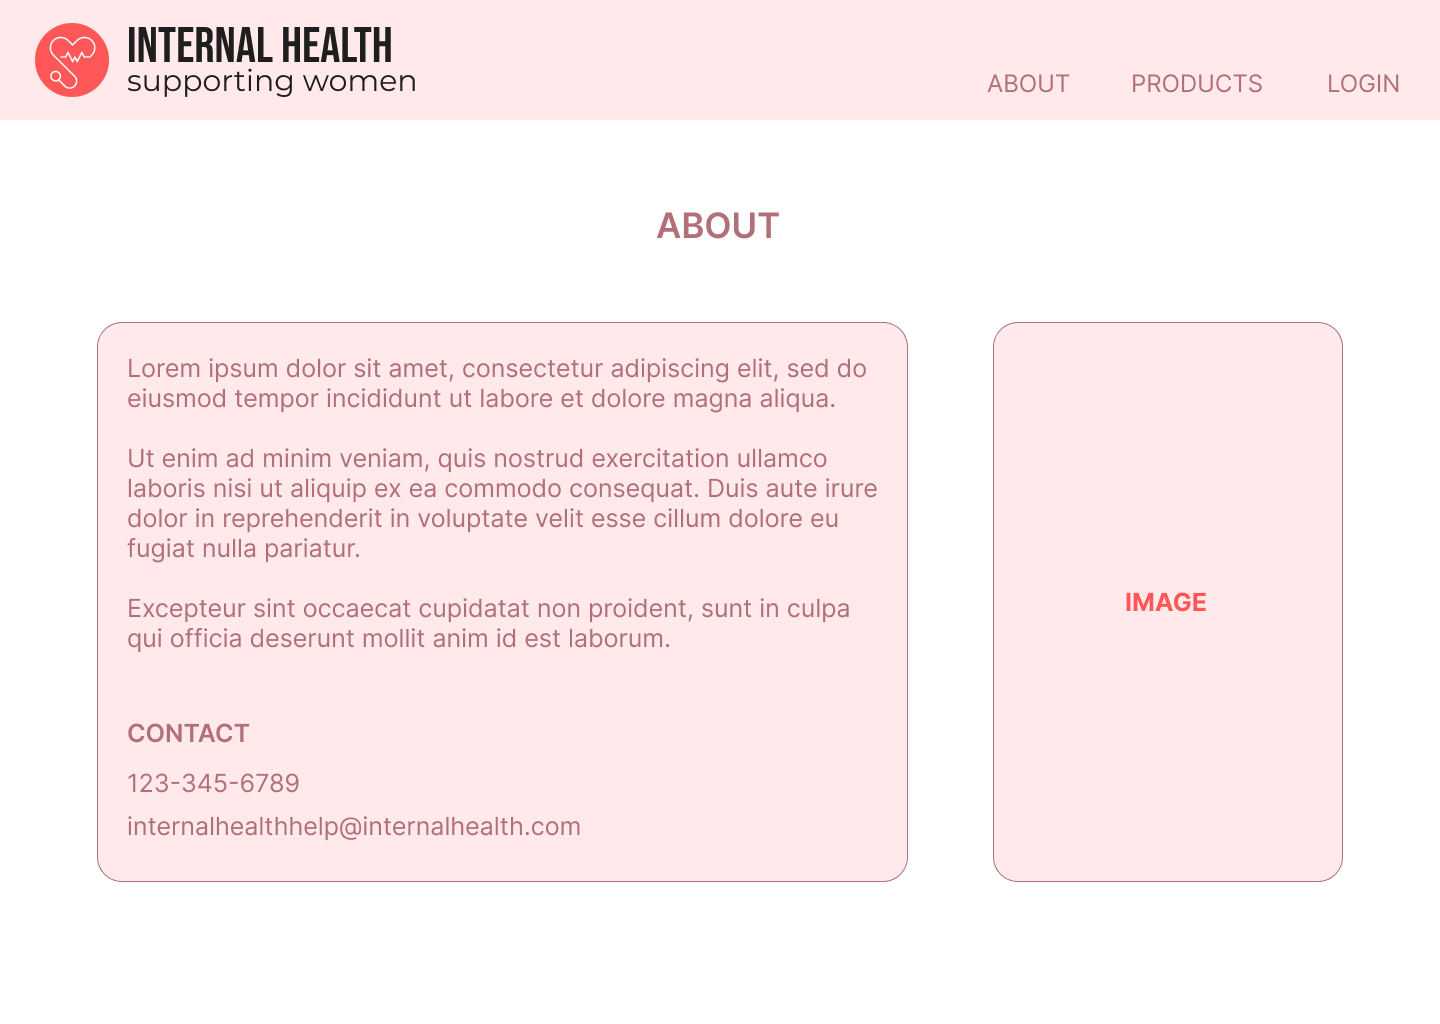 INTERNAL HEALTH
supporting women
ABOUT PRODUCTS LOGIN
ABOUT
Lorem ipsum dolor sit amet, consectetur adipiscing elit, sed do
eiusmod tempor incididunt ut labore et dolore magna aliqua.
Ut enim ad minim veniam, quis nostrud exercitation ullamco
laboris nisi ut aliquip ex ea commodo consequat. Duis aute irure
dolor in reprehenderit in voluptate velit esse cillum dolore eu
fugiat nulla pariatur.
Excepteur sint occaecat cupidatat non proident, sunt in culpa
qui officia deserunt mollit anim id est laborum.
CONTACT
123-345-6789
internalhealthhelp@internalhealth.com
IMAGE